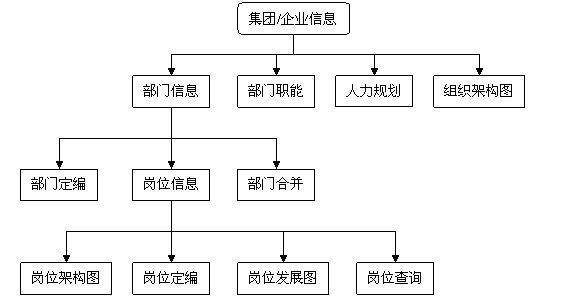 集团/企业信息
部门信息
部门职能
人力规划
组织架构图
部门定编
岗位信息
部门合并
岗位架构图
岗位定编
岗位发展图
岗位查询